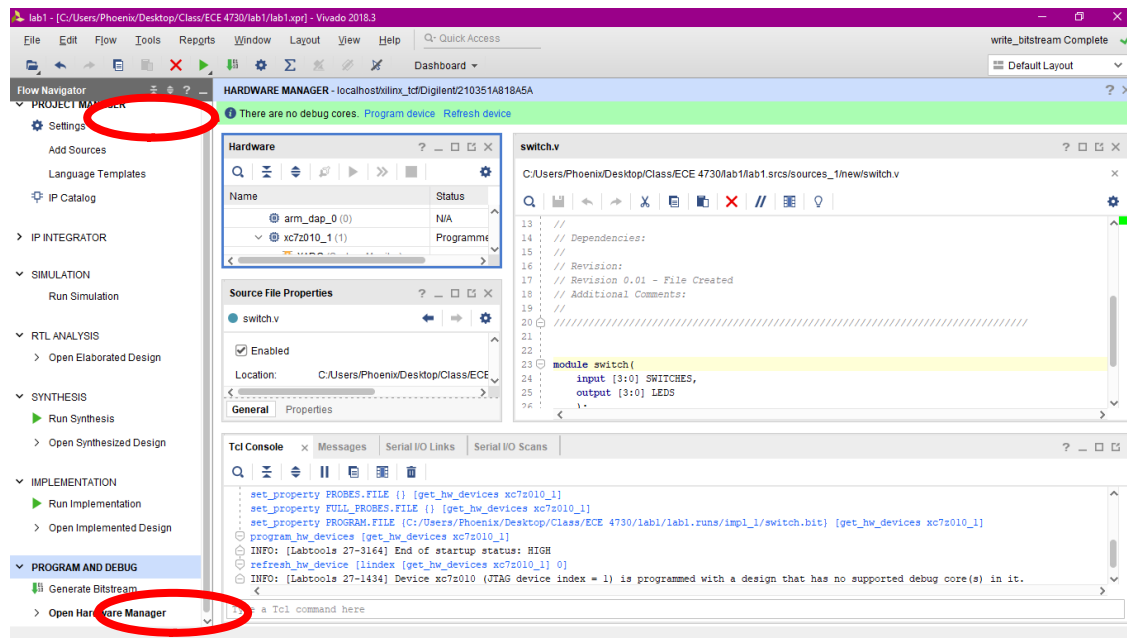 lab1 - [C:/Users/Phoenix/Desktop/Class/ECE 4730/lab1/lab1.xpr] - Vivado 2018.3
File Edit Flow Tools Reports Window Layout View Help Q- Quick Access
write_bitstream Complete
Dashboard
Default Layout
Flow Navigator
PROJECT MANAGER
Settings
Add Sources
Language Templates
IP Catalog
IP INTEGRATOR
SIMULATION
Run Simulation
RTL ANALYSIS
Open Elaborated Design
SYNTHESIS
Run Synthesis
Open Synthesized Design
IMPLEMENTATION
Run Implementation
Open Implemented Design
PROGRAM AND DEBUG
Generate Bitstream
Open Hardware Manager
HARDWARE MANAGER - localhost/xilinx_tcf/Digilent/210351A818A5A
There are no debug cores. Program device Refresh device
Hardware
Name Status
arm_dap_0 (0) N/A
xc7z010_1 (1) Programme
Source File Properties
switch.v
Enabled
Location: C:/Users/Phoenix/Desktop/Class/ECE
General Properties
switch.v
C:/Users/Phoenix/Desktop/Class/ECE 4730/lab1/lab1.srcs/sources_1/new/switch.v
13 //
14 // Dependencies:
15 //
16 // Revision:
17 // Revision 0.01 - File Created
18 // Additional Comments:
19 //
20 //////////////////////////////////////////////////////////////////////////////////
21
22
23 module switch(
24 input [3:0] SWITCHES,
25 output [3:0] LEDS
26 );
Tcl Console Messages Serial I/O Links Serial I/O Scans
set_property PROBES.FILE {} [get_hw_devices xc7z010_1]
set_property FULL_PROBES.FILE {} [get_hw_devices xc7z010_1]
set_property PROGRAM.FILE {C:/Users/Phoenix/Desktop/Class/ECE 4730/lab1/lab1.runs/impl_1/switch.bit} [get_hw_devices xc7z010_1]
program_hw_devices [get_hw_devices xc7z010_1]
INFO: [Labtools 27-3164] End of startup status: HIGH
refresh_hw_device [lindex [get_hw_devices xc7z010_1] 0]
INFO: [Labtools 27-1434] Device xc7z010 (JTAG device index = 1) is programmed with a design that has no supported debug core(s) in it.
Type a Tcl command here